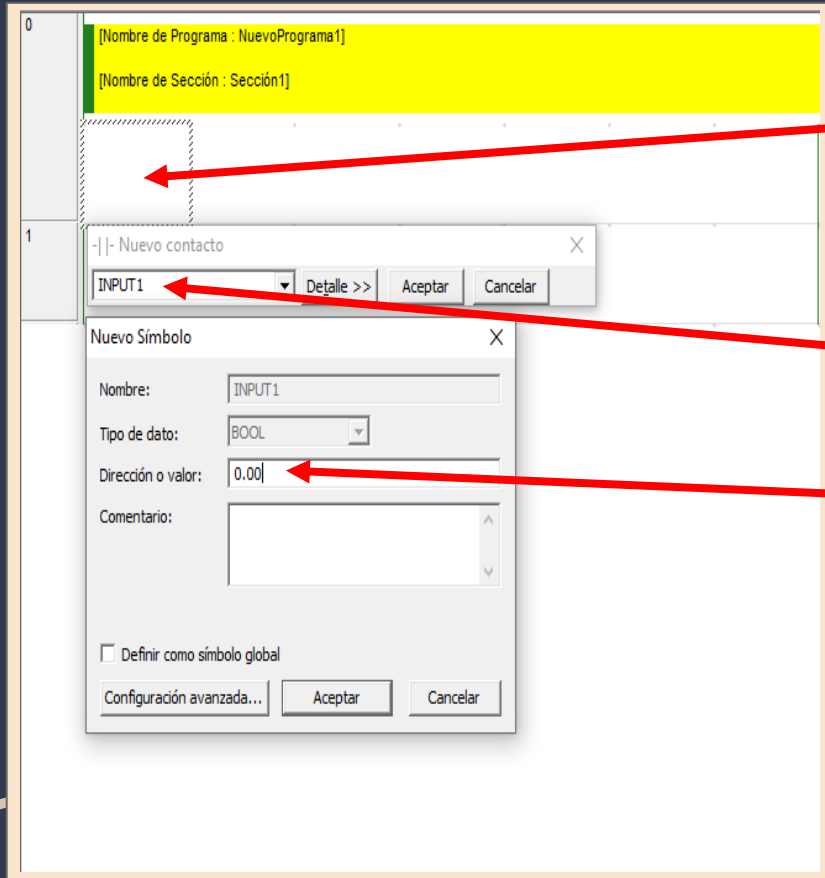 0
[Nombre de Programa : NuevoPrograma1]
[Nombre de Sección : Sección1]
1
-| |- Nuevo contacto
INPUT1
Detalle >>
Aceptar
Cancelar
Nuevo Símbolo
Nombre:
INPUT1
Tipo de dato:
BOOL
Dirección o valor:
0.00
Comentario:
Definir como símbolo global
Configuración avanzada...
Aceptar
Cancelar